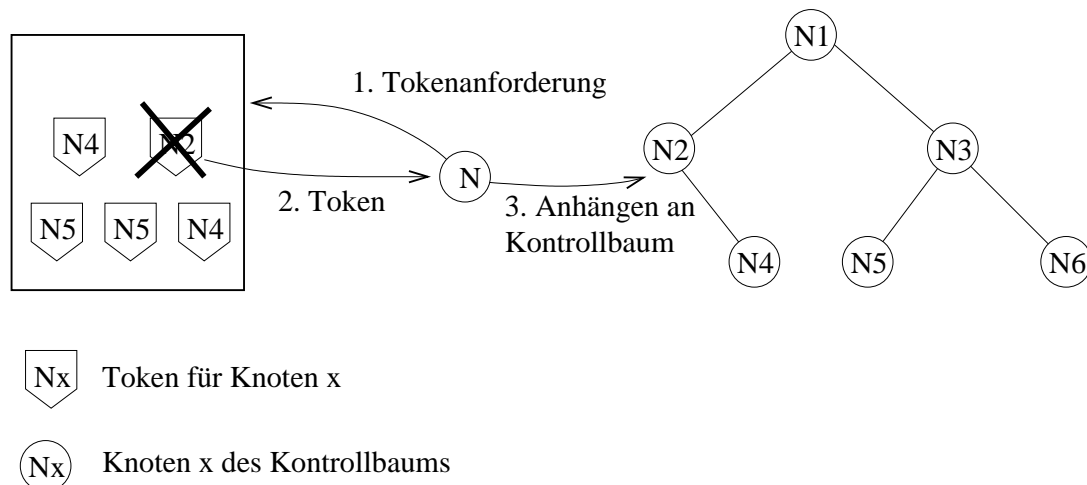 N1
1. Tokenanforderung
N4
N2
N2
N3
N
2. Token
3. Anhängen an
Kontrollbaum
N5
N5
N4
N4
N5
N6
Nx
Token für Knoten x
Nx
Knoten x des Kontrollbaums